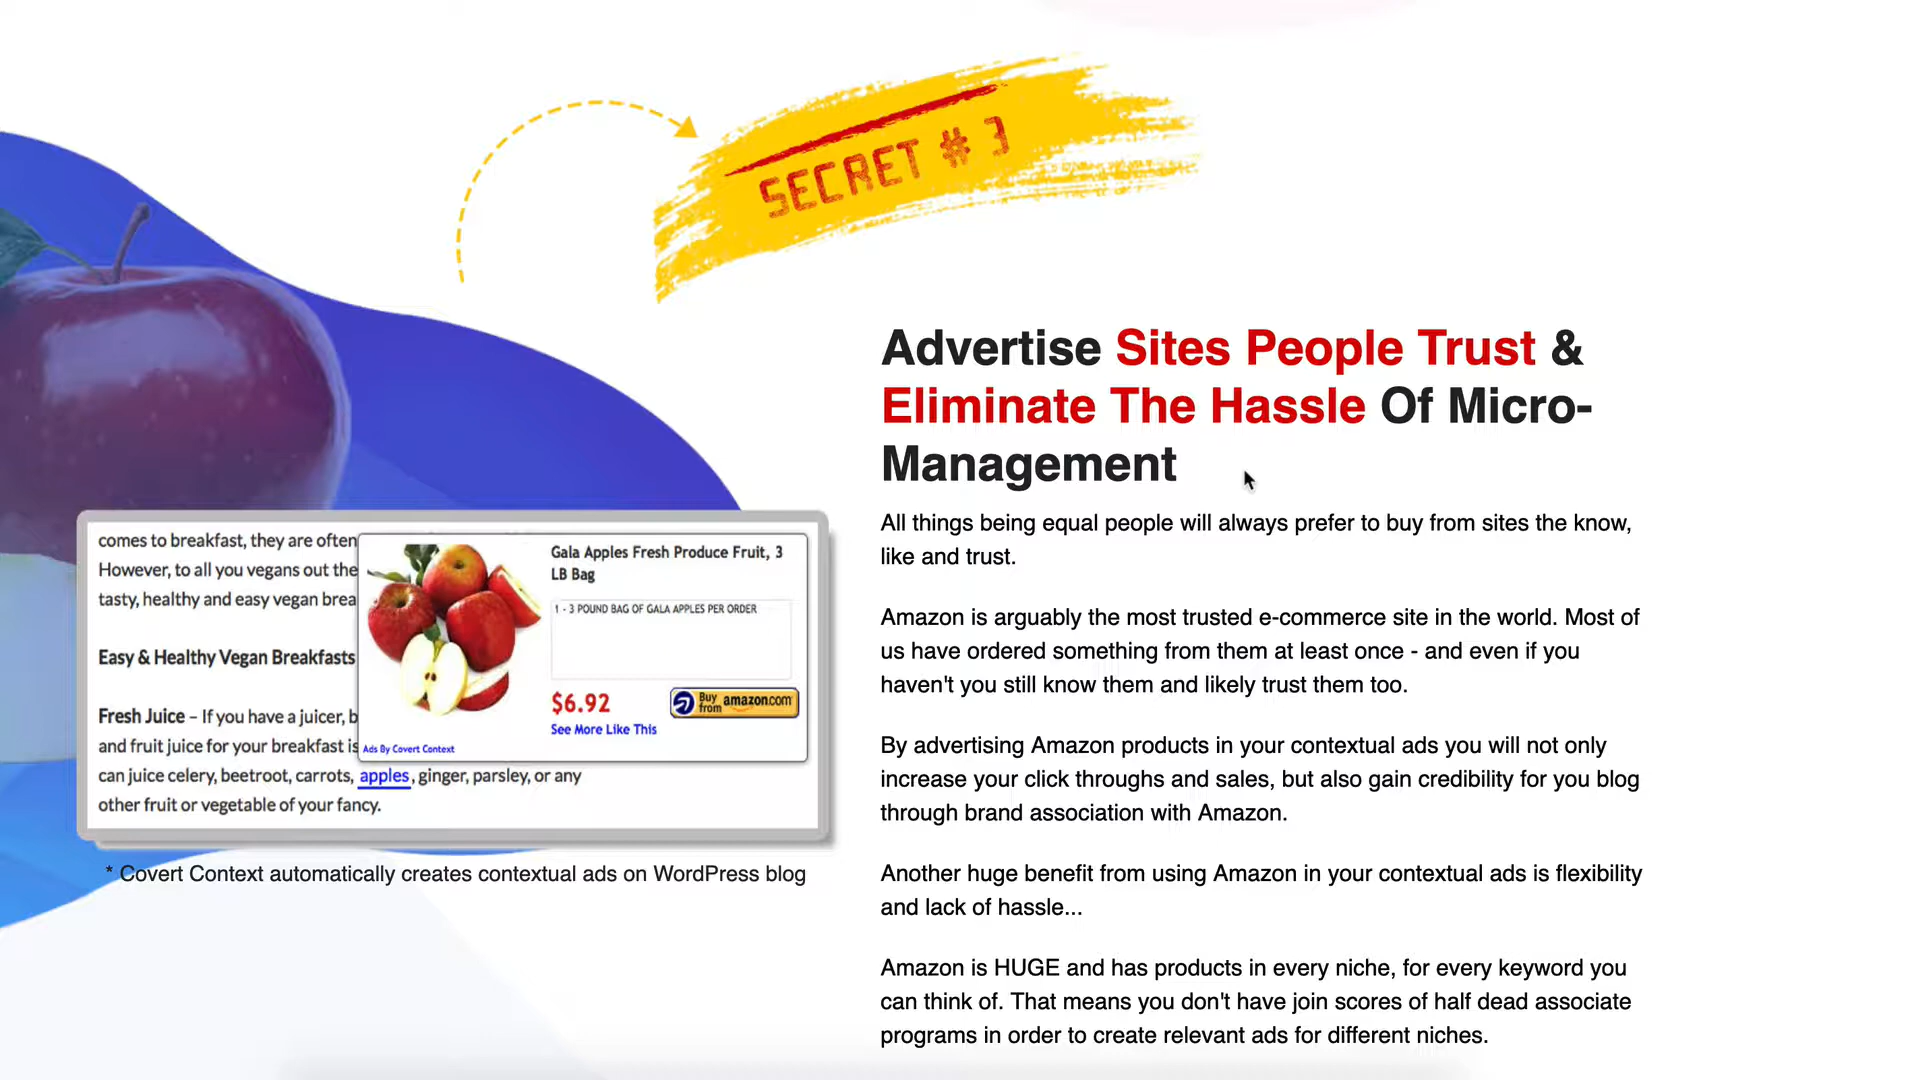 SECRET # 3
Advertise Sites People Trust &
Eliminate The Hassle Of Micro-
Management
All things being equal people will always prefer to buy from sites the know,
like and trust.
Amazon is arguably the most trusted e-commerce site in the world. Most of
us have ordered something from them at least once - and even if you
haven't you still know them and likely trust them too.
By advertising Amazon products in your contextual ads you will not only
increase your click throughs and sales, but also gain credibility for you blog
through brand association with Amazon.
Another huge benefit from using Amazon in your contextual ads is flexibility
and lack of hassle...
Amazon is HUGE and has products in every niche, for every keyword you
can think of. That means you don't have join scores of half dead associate
programs in order to create relevant ads for different niches.
comes to breakfast, they are often
However, to all you vegans out the
tasty, healthy and easy vegan brea
Easy & Healthy Vegan Breakfasts
Fresh Juice – If you have a juicer, b
and fruit juice for your breakfast is
can juice celery, beetroot, carrots, apples, ginger, parsley, or any
other fruit or vegetable of your fancy.
Gala Apples Fresh Produce Fruit, 3
LB Bag
1 - 3 POUND BAG OF GALA APPLES PER ORDER
$6.92
Buy from amazon.com
See More Like This
Ads By Covert Context
* Covert Context automatically creates contextual ads on WordPress blog